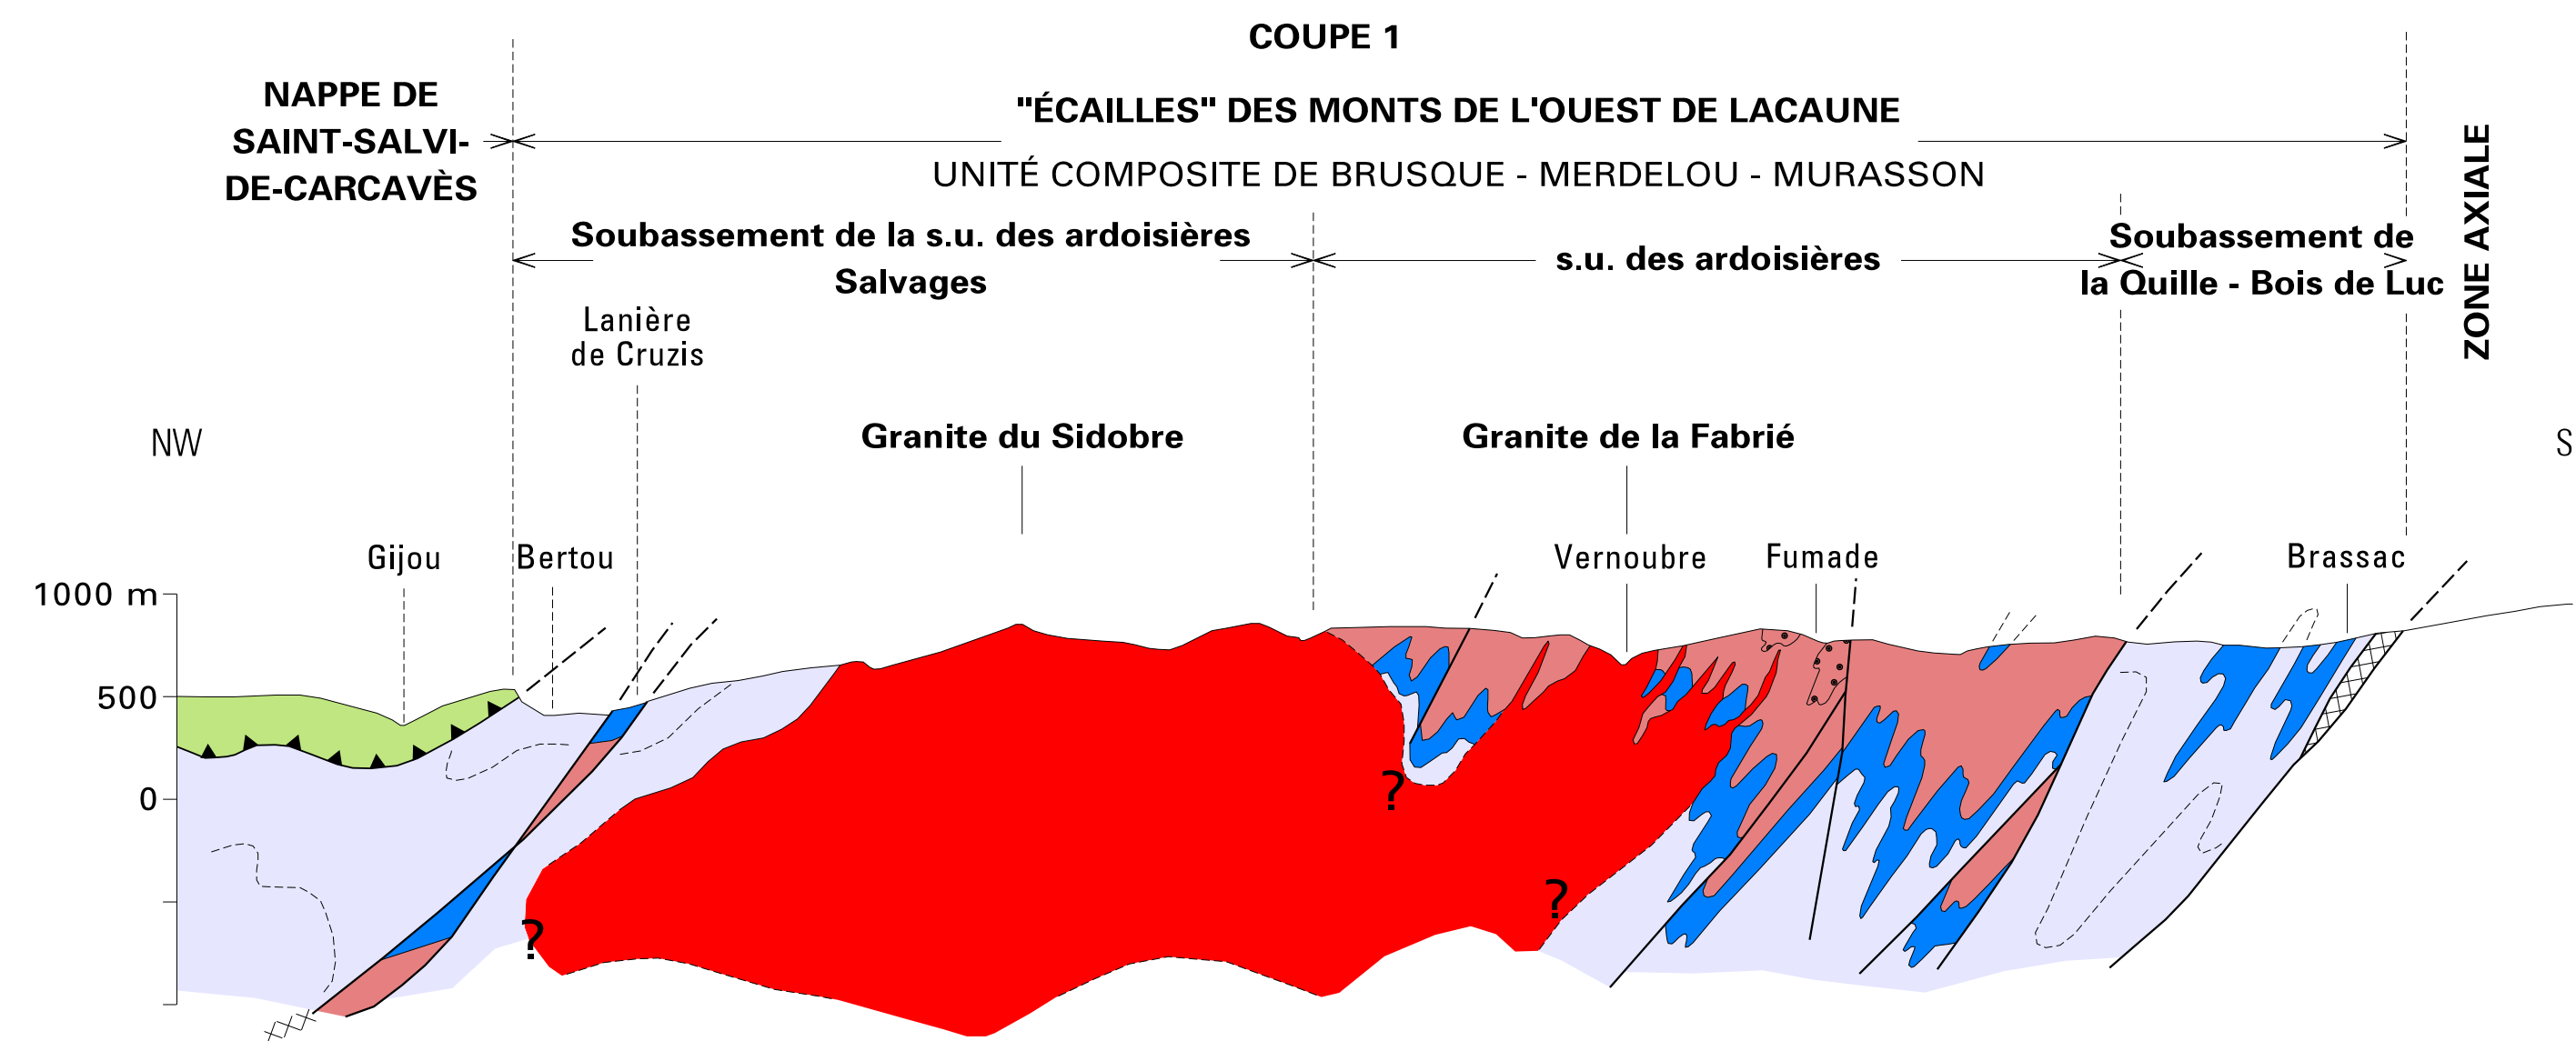 COUPE 1
NAPPE DE
SAINT-SALVI-
DE-CARCAVÈS
"ÉCAILLES" DES MONTS DE L'OUEST DE LACAUNE
UNITÉ COMPOSITE DE BRUSQUE - MERDELOU - MURASSON
ZONE AXIALE
Soubassement de la s.u. des ardoisières
Salvages
s.u. des ardoisières
Soubassement de
la Quille - Bois de Luc
Lanière
de Cruzis
NW
Granite du Sidobre
Granite de la Fabrié
S
Gijou
Bertou
Vernoubre
Fumade
Brassac
1000 m
500
0
?
?
?